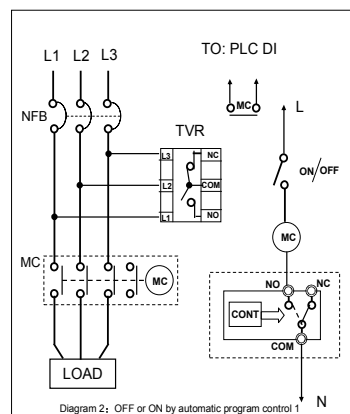 L1 L2 L3
TO: PLC DI
MC
L
NFB
TVR
L3 NC
L2 COM
L1 NO
ON/OFF
MC
MC
MC
NO NC
CONT
COM
LOAD
N
Diagram 2; OFF or ON by automatic program control 1